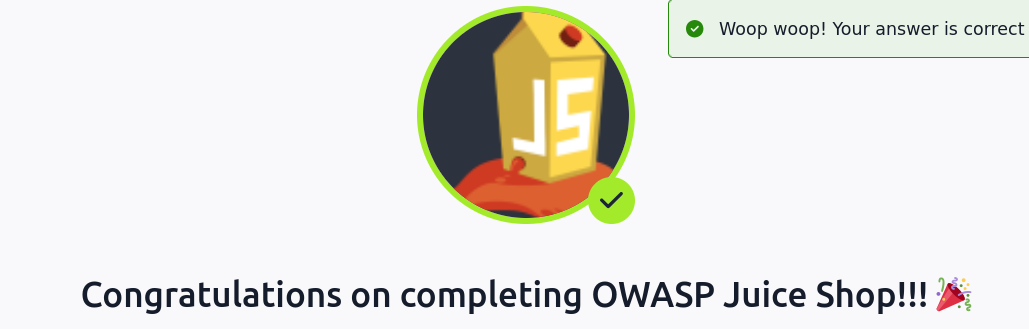 Woop woop! Your answer is correct
JS
Congratulations on completing OWASP Juice Shop!!! 🎉